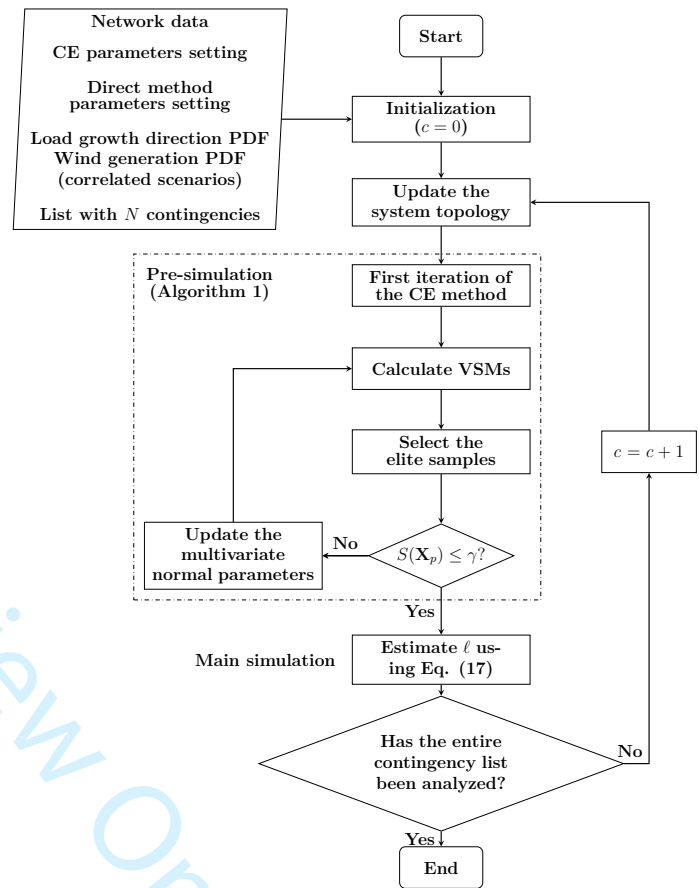 Network data
CE parameters setting
Direct method
parameters setting
Load growth direction PDF
Wind generation PDF
(correlated scenarios)
List with N contingencies
Start
Initialization
(c = 0)
Update the
system topology
Pre-simulation
(Algorithm 1)
First iteration of
the CE method
Calculate VSMs
Select the
elite samples
c = c + 1
Update the
multivariate
normal parameters
No
S(𝐗ₚ) ≤ γ?
Yes
Main simulation
Estimate ℓ us-
ing Eq. (17)
Has the entire
contingency list
been analyzed?
No
Yes
End
view On